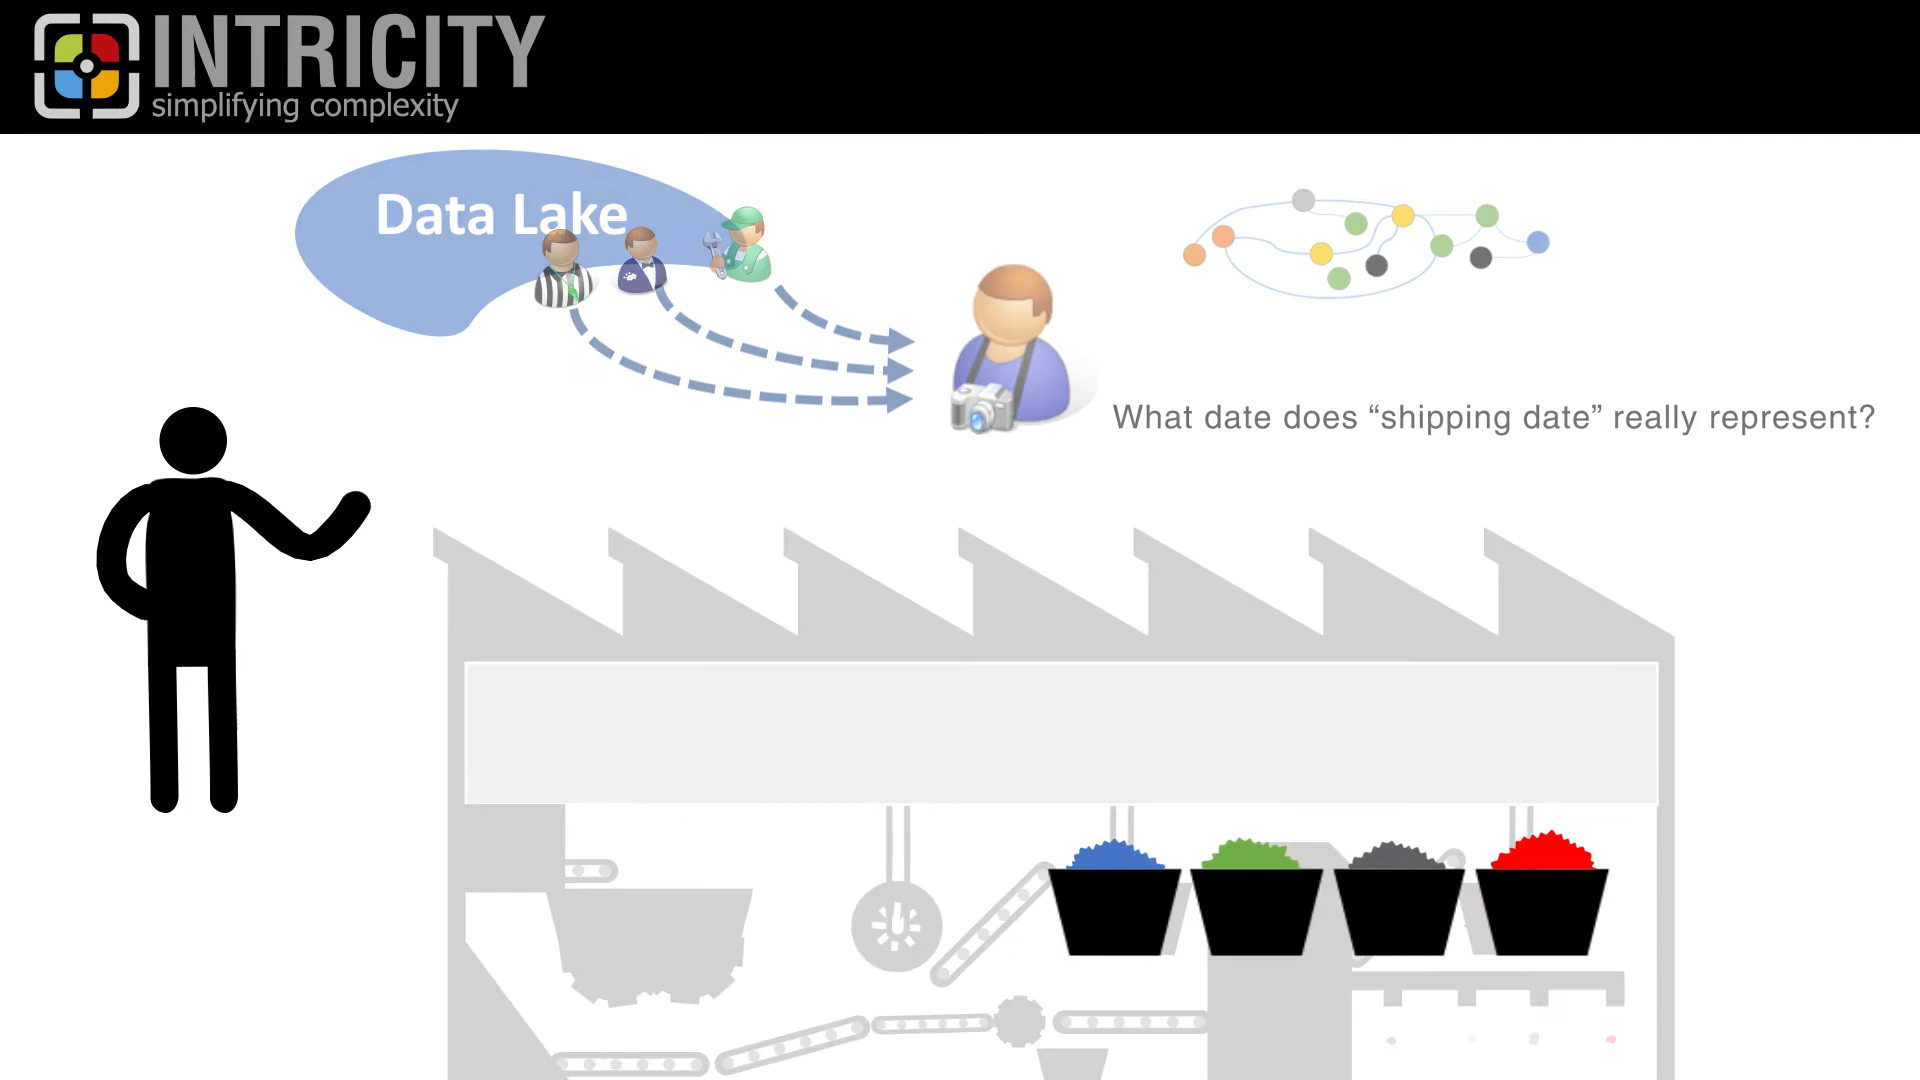 INTRICITY
simplifying complexity
Data Lake
What date does “shipping date” really represent?